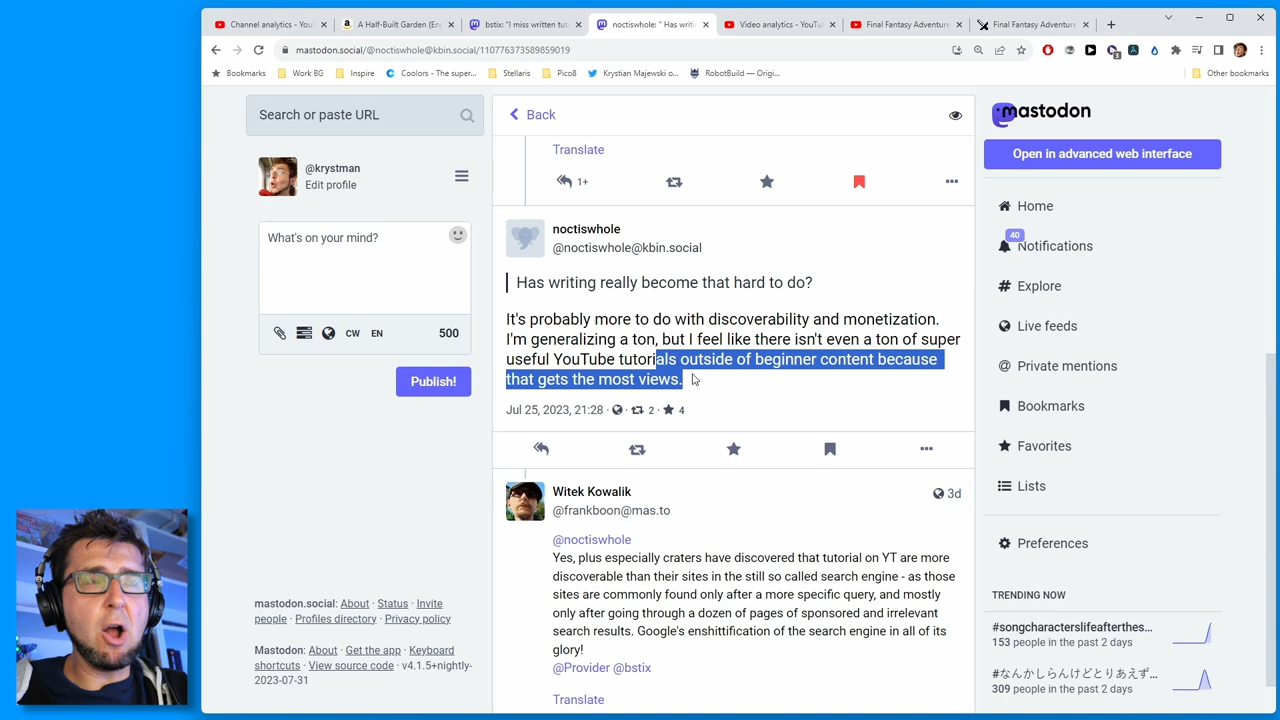 Channel analytics - YouT
A Half-Built Garden (En
bstix: "I miss written tut
noctiswhole: " Has writi
Video analytics - YouTub
Final Fantasy Adventure
Final Fantasy Adventure
mastodon.social/@noctiswhole@kbin.social/110776373589859019
Bookmarks
Work BG
Inspire
Coolors - The super...
Stellaris
Pico8
Krystian Majewski o...
RobotBuild — Origi...
Other bookmarks
Search or paste URL
@krystman
Edit profile
What's on your mind?
CW
EN
500
Publish!
mastodon.social: About · Status · Invite
people · Profiles directory · Privacy policy
Mastodon: About · Get the app · Keyboard
shortcuts · View source code · v4.1.5+nightly-
2023-07-31
Back
Translate
1+
noctiswhole
@noctiswhole@kbin.social
Has writing really become that hard to do?
It's probably more to do with discoverability and monetization.
I'm generalizing a ton, but I feel like there isn't even a ton of super
useful YouTube tutorials outside of beginner content because
that gets the most views.
Jul 25, 2023, 21:28 · 2 · 4
Witek Kowalik
3d
@frankboon@mas.to
@noctiswhole
Yes, plus especially craters have discovered that tutorial on YT are more
discoverable than their sites in the still so called search engine - as those
sites are commonly found only after a more specific query, and mostly
only after going through a dozen of pages of sponsored and irrelevant
search results. Google's enshittification of the search engine in all of its
glory!
@Provider @bstix
Translate
mastodon
Open in advanced web interface
Home
40
Notifications
Explore
Live feeds
Private mentions
Bookmarks
Favorites
Lists
Preferences
TRENDING NOW
#songcharacterslifeafterthes...
153 people in the past 2 days
#なんかしらんけどとりあえず...
309 people in the past 2 days